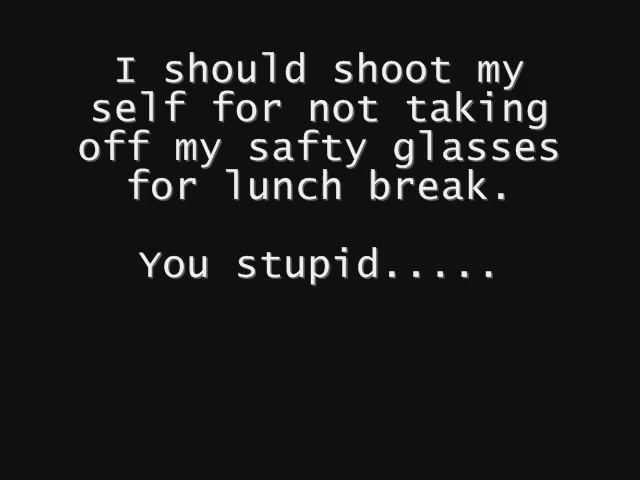 I should shoot my
self for not taking
off my safty glasses
for lunch break.
You stupid.....